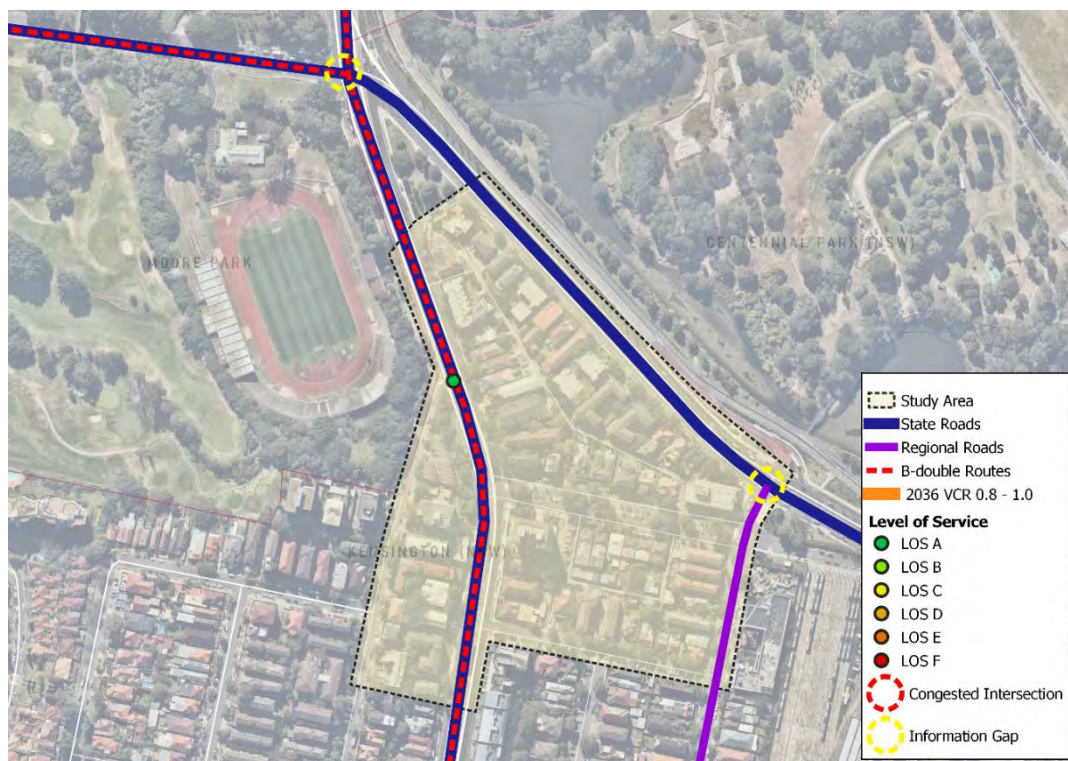 CENTENNIAL PARK (NSW)
MOORE PARK
KENSINGTON (NSW)
Study Area
State Roads
Regional Roads
B-double Routes
2036 VCR 0.8 - 1.0
Level of Service
LOS A
LOS B
LOS C
LOS D
LOS E
LOS F
Congested Intersection
Information Gap